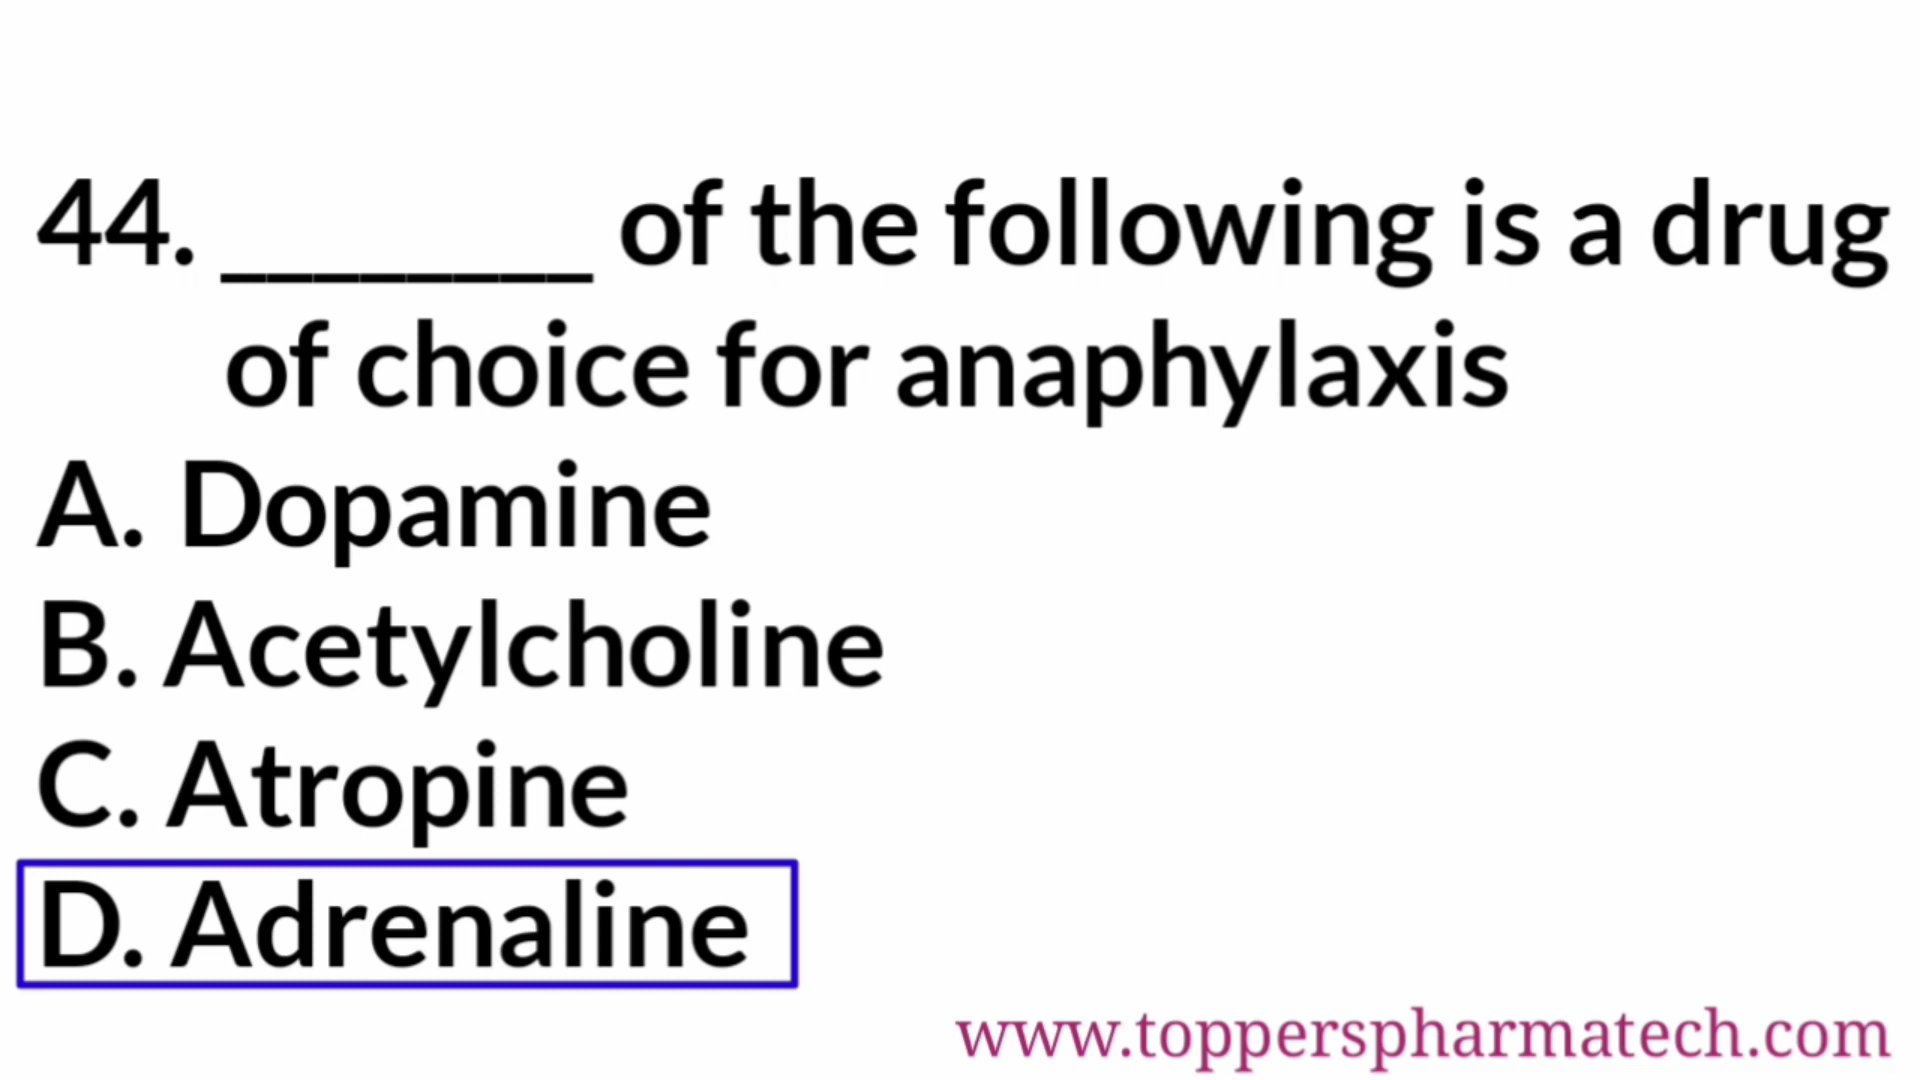 44. ________ of the following is a drug
of choice for anaphylaxis
A. Dopamine
B. Acetylcholine
C. Atropine
D. Adrenaline
www.topperspharmatech.com